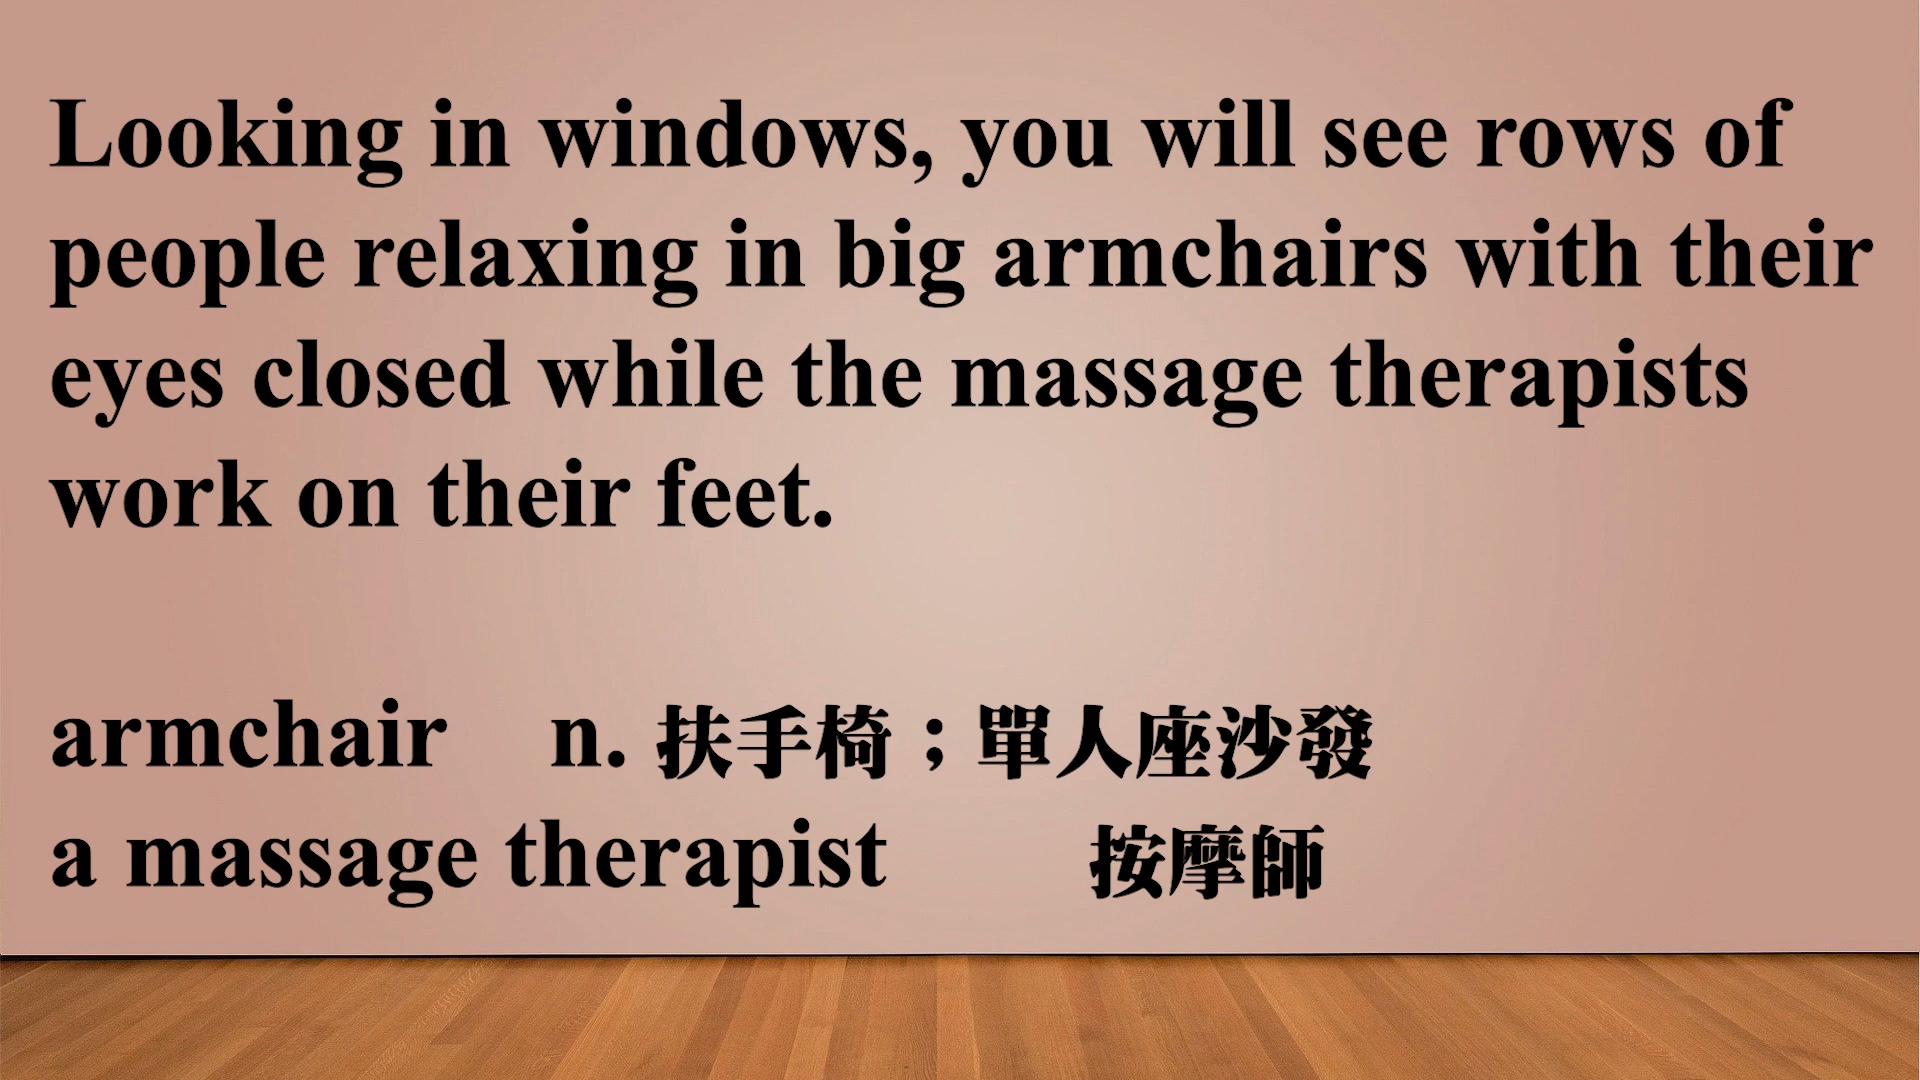 Looking in windows, you will see rows of
people relaxing in big armchairs with their
eyes closed while the massage therapists
work on their feet.
armchair n. 扶手椅；單人座沙發
a massage therapist 按摩師